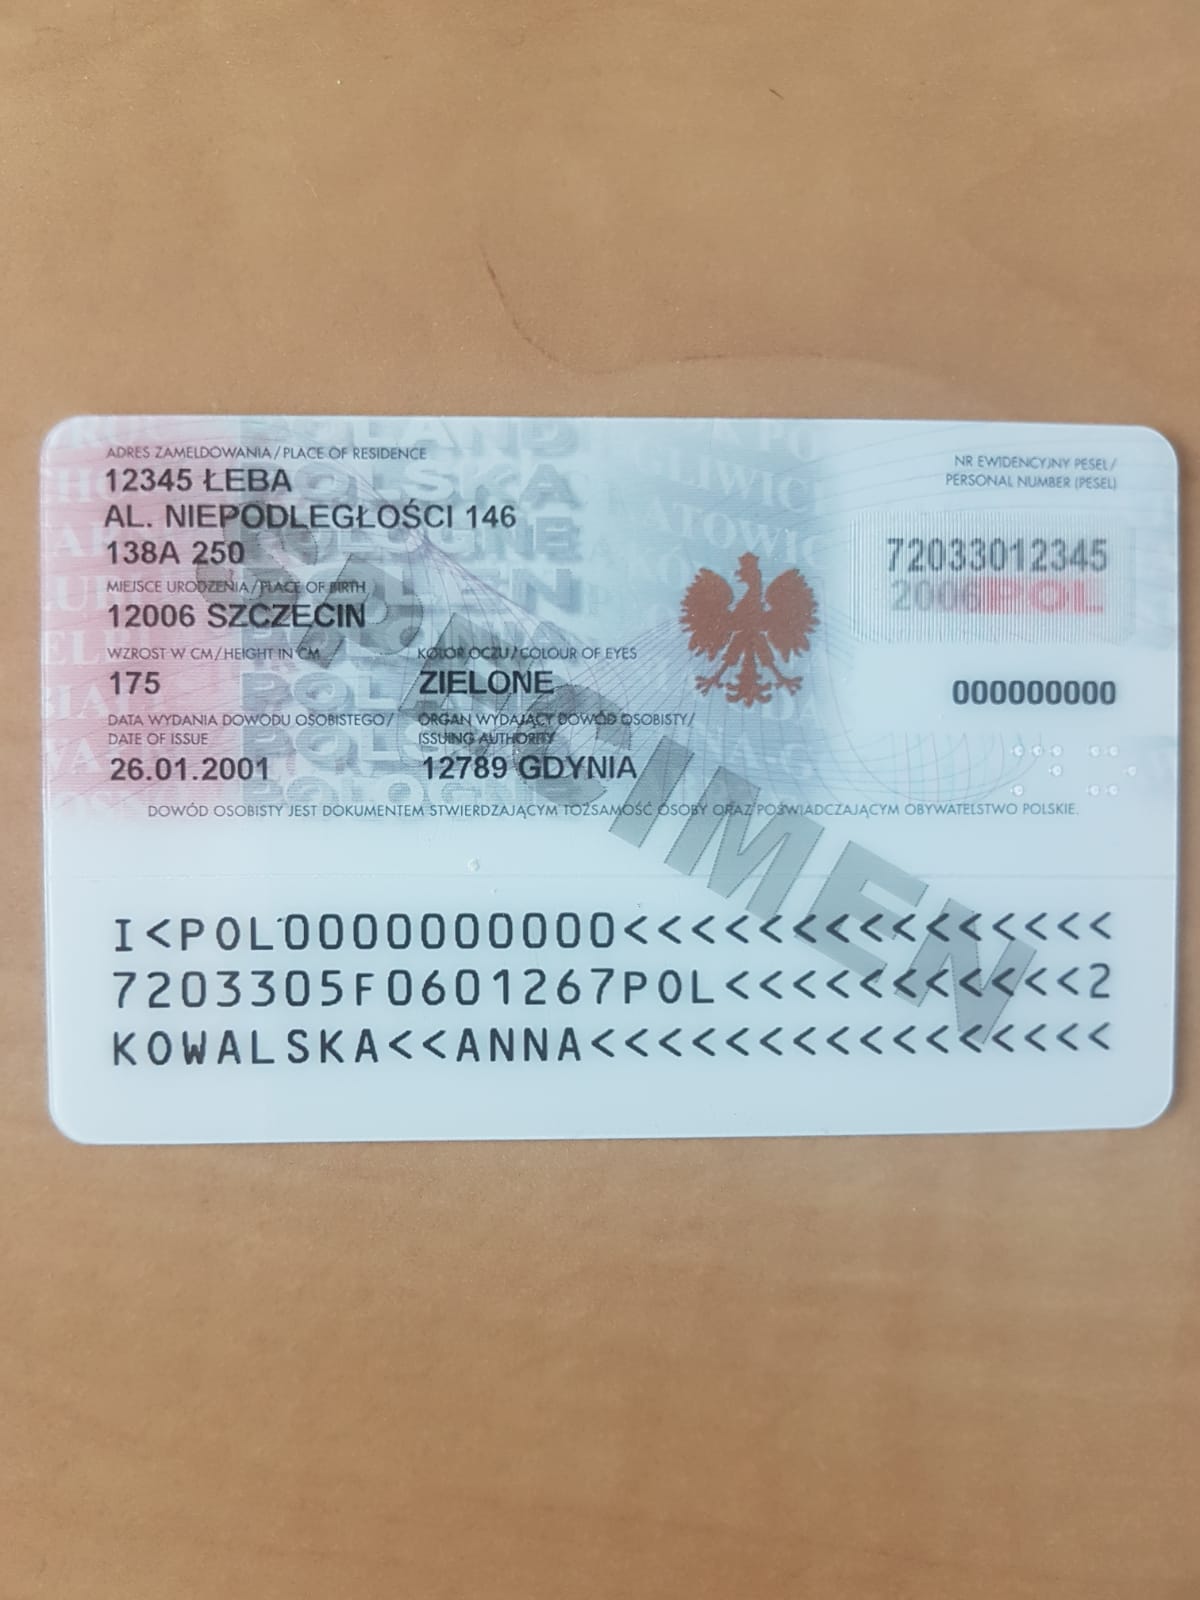 ADRES ZAMELDOWANIA/PLACE OF RESIDENCE
12345 ŁEBA
AL. NIEPODLEGŁOŚCI 146
138A 250
MIEJSCE URODZENIA/PLACE OF BIRTH
12006 SZCZECIN
WZROST W CM/HEIGHT IN CM
175
KOLOR OCZU/COLOUR OF EYES
ZIELONE
DATA WYDANIA DOWODU OSOBISTEGO/
DATE OF ISSUE
26.01.2001
ORGAN WYDAJĄCY DOWÓD OSOBISTY/
ISSUING AUTHORITY
12789 GDYNIA
NR EWIDENCYJNY PESEL/
PERSONAL NUMBER (PESEL)
72033012345
POL
000000000
DOWÓD OSOBISTY JEST DOKUMENTEM STWIERDZAJĄCYM TOŻSAMOŚĆ OSOBY ORAZ POŚWIADCZAJĄCYM OBYWATELSTWO POLSKIE.
SPECIMEN
I<POL0000000000<<<<<<<<<<<<<<<
7203305F0601267POL<<<<<<<<<<<2
KOWALSKA<<ANNA<<<<<<<<<<<<<<<<